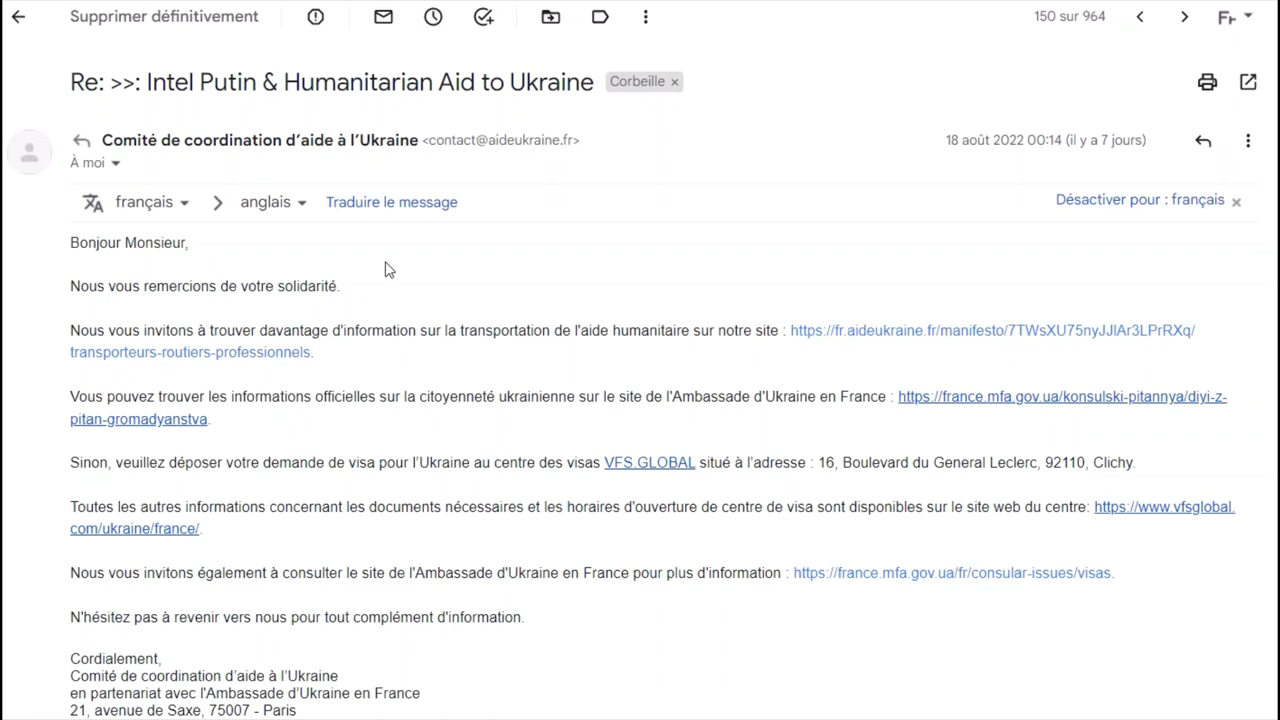 Supprimer définitivement
150 sur 964
Fr
Re: >>: Intel Putin & Humanitarian Aid to Ukraine Corbeille ×
Comité de coordination d'aide à l'Ukraine <contact@aideukraine.fr>
18 août 2022 00:14 (il y a 7 jours)
À moi
français > anglais Traduire le message
Désactiver pour : français ×
Bonjour Monsieur,
Nous vous remercions de votre solidarité.
Nous vous invitons à trouver davantage d'information sur la transportation de l'aide humanitaire sur notre site : https://fr.aideukraine.fr/manifesto/7TWsXU75nyJJlAr3LPrRXq/
transporteurs-routiers-professionnels.
Vous pouvez trouver les informations officielles sur la citoyenneté ukrainienne sur le site de l'Ambassade d'Ukraine en France : https://france.mfa.gov.ua/konsulski-pitannya/diyi-z-
pitan-gromadyanstva.
Sinon, veuillez déposer votre demande de visa pour l'Ukraine au centre des visas VFS.GLOBAL situé à l'adresse : 16, Boulevard du General Leclerc, 92110, Clichy.
Toutes les autres informations concernant les documents nécessaires et les horaires d'ouverture de centre de visa sont disponibles sur le site web du centre: https://www.vfsglobal.
com/ukraine/france/.
Nous vous invitons également à consulter le site de l'Ambassade d'Ukraine en France pour plus d'information : https://france.mfa.gov.ua/fr/consular-issues/visas.
N'hésitez pas à revenir vers nous pour tout complément d'information.
Cordialement,
Comité de coordination d'aide à l'Ukraine
en partenariat avec l'Ambassade d'Ukraine en France
21, avenue de Saxe, 75007 - Paris